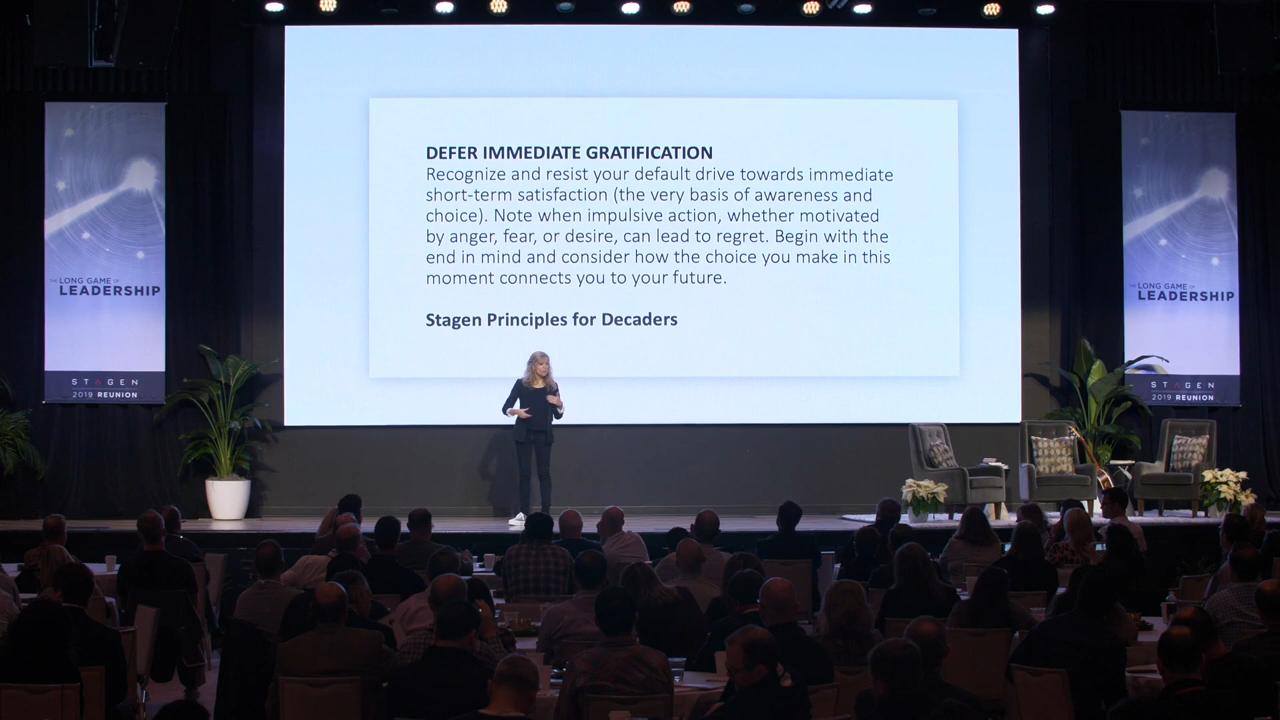 DEFER IMMEDIATE GRATIFICATION
Recognize and resist your default drive towards immediate
short-term satisfaction (the very basis of awareness and
choice). Note when impulsive action, whether motivated
by anger, fear, or desire, can lead to regret. Begin with the
end in mind and consider how the choice you make in this
moment connects you to your future.
Stagen Principles for Decaders
THE LONG GAME OF
LEADERSHIP
STAGEN
2019 REUNION
THE LONG GAME OF
LEADERSHIP
STAGEN
2019 REUNION